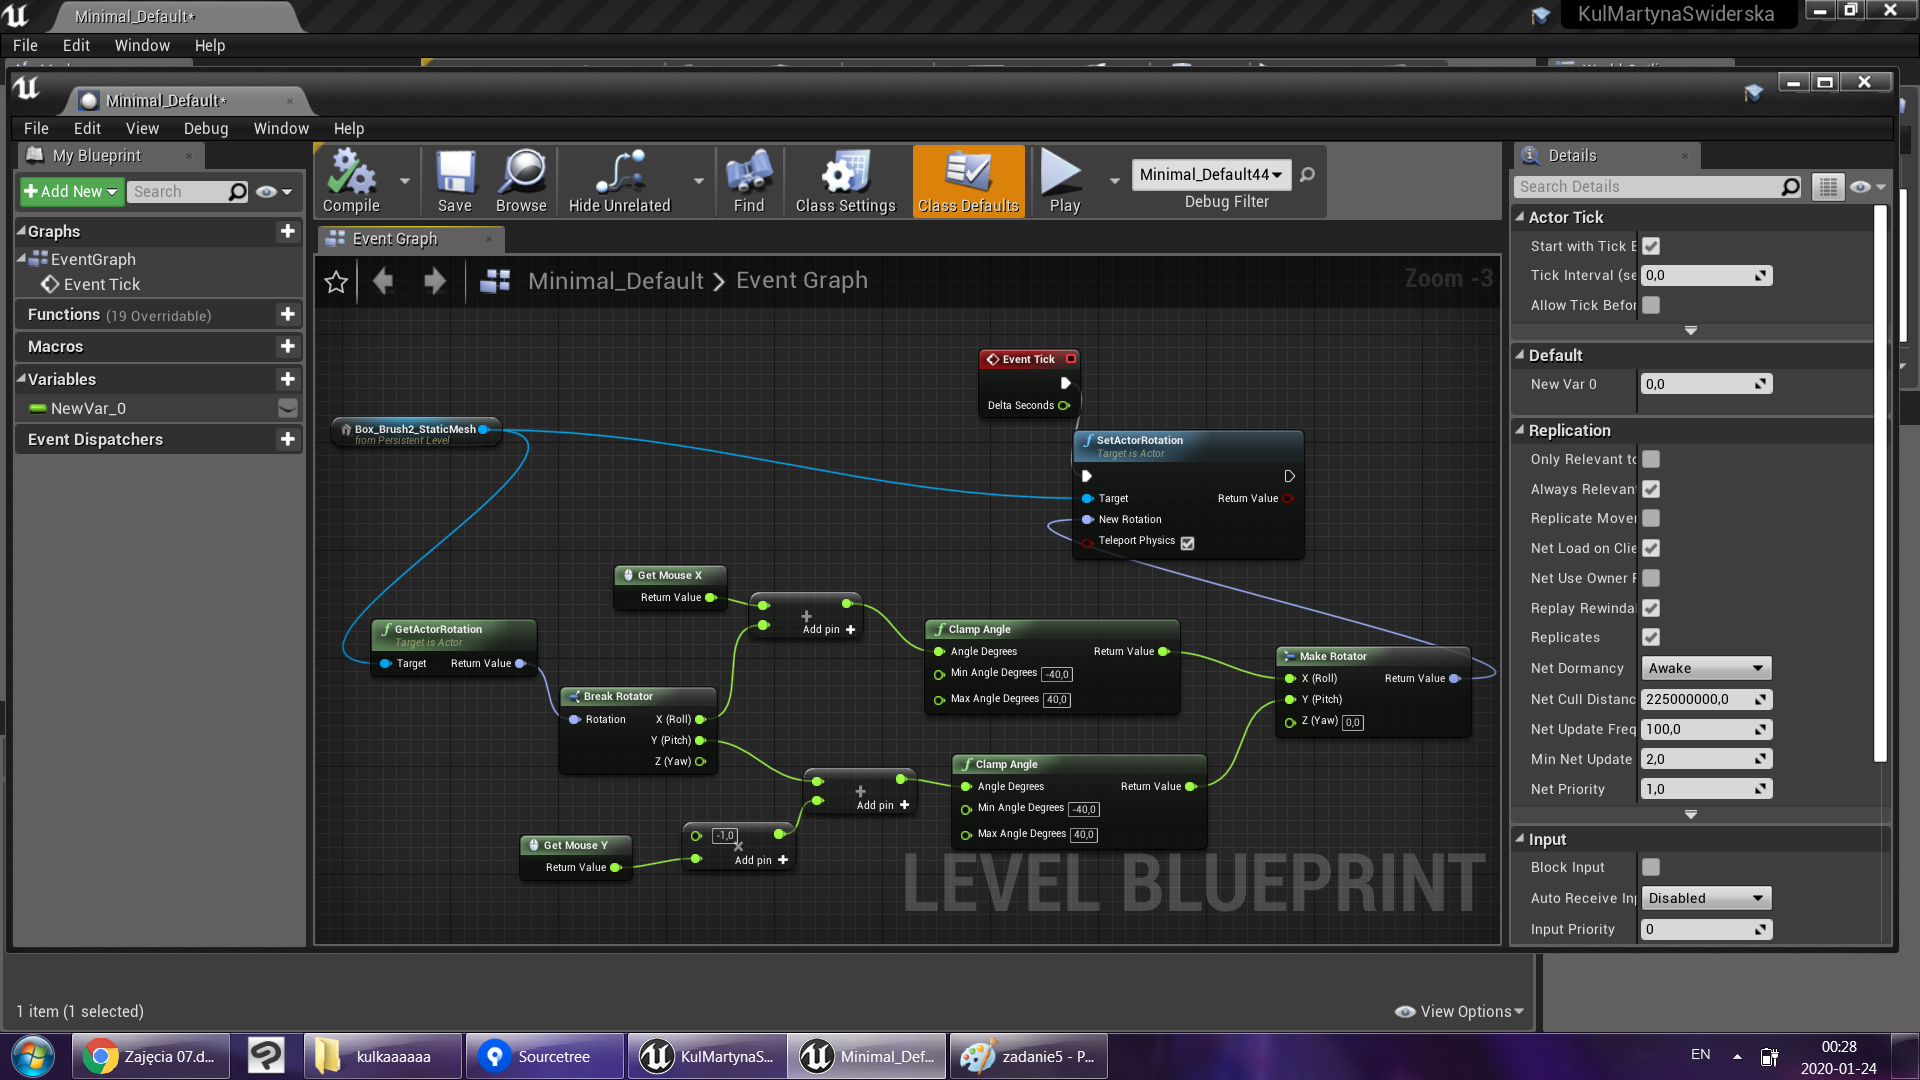 Minimal_Default*
KulMartynaSwiderska
File Edit Window Help
Minimal_Default*
File Edit View Debug Window Help
My Blueprint
Add New
Search
Graphs
EventGraph
Event Tick
Functions (19 Overridable)
Macros
Variables
NewVar_0
Event Dispatchers
Compile
Save
Browse
Hide Unrelated
Find
Class Settings
Class Defaults
Play
Minimal_Default44
Debug Filter
Event Graph
Minimal_Default > Event Graph
Zoom -3
Event Tick
Delta Seconds
Box_Brush2_StaticMesh
from Persistent Level
SetActorRotation
Target is Actor
Target
Return Value
New Rotation
Teleport Physics
Get Mouse X
Return Value
Add pin
GetActorRotation
Target is Actor
Target
Return Value
Break Rotator
Rotation
X (Roll)
Y (Pitch)
Z (Yaw)
Clamp Angle
Angle Degrees
Return Value
Min Angle Degrees -40,0
Max Angle Degrees 40,0
Make Rotator
X (Roll)
Return Value
Y (Pitch)
Z (Yaw) 0,0
Clamp Angle
Angle Degrees
Return Value
Min Angle Degrees -40,0
Max Angle Degrees 40,0
Add pin
-1,0
Add pin
Get Mouse Y
Return Value
LEVEL BLUEPRINT
Details
Search Details
Actor Tick
Start with Tick E
Tick Interval (se 0,0
Allow Tick Befor
Default
New Var 0 0,0
Replication
Only Relevant to
Always Relevan
Replicate Mover
Net Load on Clie
Net Use Owner F
Replay Rewinda
Replicates
Net Dormancy Awake
Net Cull Distanc 225000000,0
Net Update Freq 100,0
Min Net Update 2,0
Net Priority 1,0
Input
Block Input
Auto Receive Inp Disabled
Input Priority 0
1 item (1 selected)
View Options
Zajęcia 07.d...
kulkaaaaaa
Sourcetree
KulMartynaS...
Minimal_Def...
zadanie5 - P...
EN
00:28
2020-01-24